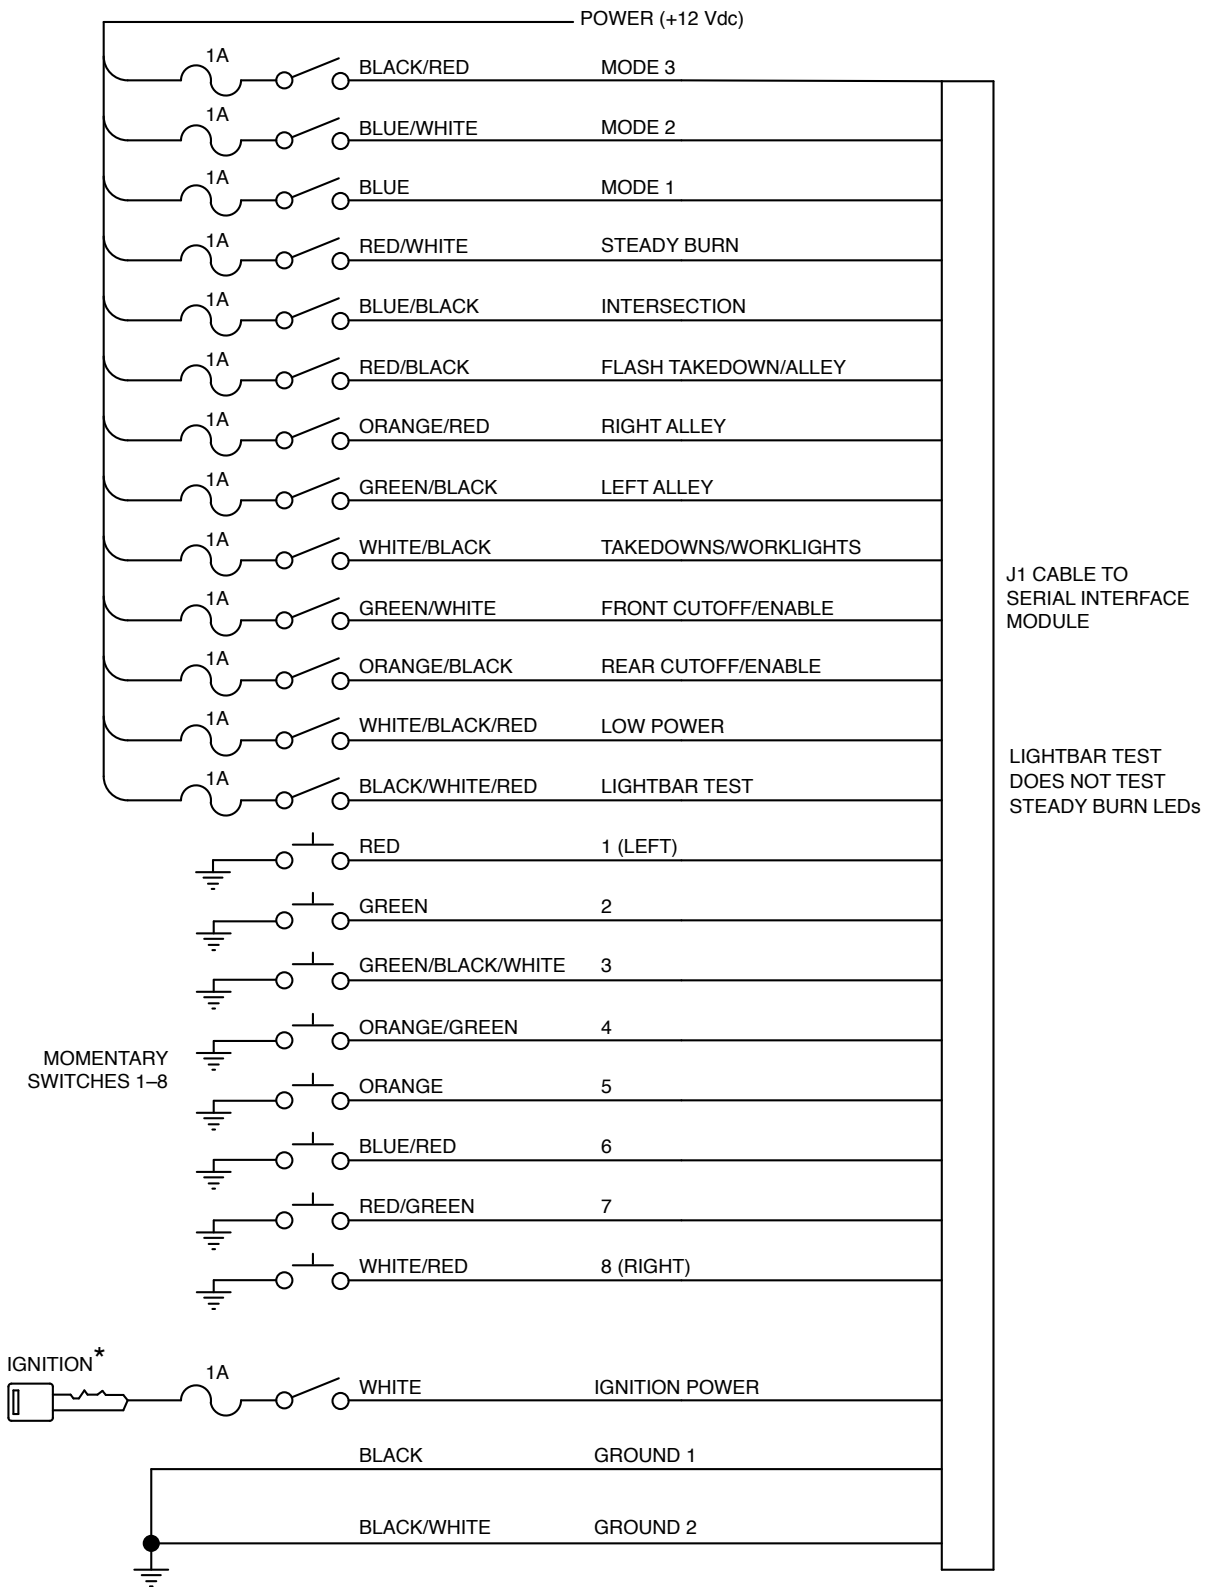 POWER (+12 Vdc)
1A BLACK/RED MODE 3
1A BLUE/WHITE MODE 2
1A BLUE MODE 1
1A RED/WHITE STEADY BURN
1A BLUE/BLACK INTERSECTION
1A RED/BLACK FLASH TAKEDOWN/ALLEY
1A ORANGE/RED RIGHT ALLEY
1A GREEN/BLACK LEFT ALLEY
1A WHITE/BLACK TAKEDOWNS/WORKLIGHTS
J1 CABLE TO
SERIAL INTERFACE
MODULE
1A GREEN/WHITE FRONT CUTOFF/ENABLE
1A ORANGE/BLACK REAR CUTOFF/ENABLE
1A WHITE/BLACK/RED LOW POWER
LIGHTBAR TEST
DOES NOT TEST
STEADY BURN LEDs
1A BLACK/WHITE/RED LIGHTBAR TEST
RED 1 (LEFT)
GREEN 2
GREEN/BLACK/WHITE 3
ORANGE/GREEN 4
MOMENTARY
SWITCHES 1–8
ORANGE 5
BLUE/RED 6
RED/GREEN 7
WHITE/RED 8 (RIGHT)
IGNITION*
1A WHITE IGNITION POWER
BLACK GROUND 1
BLACK/WHITE GROUND 2